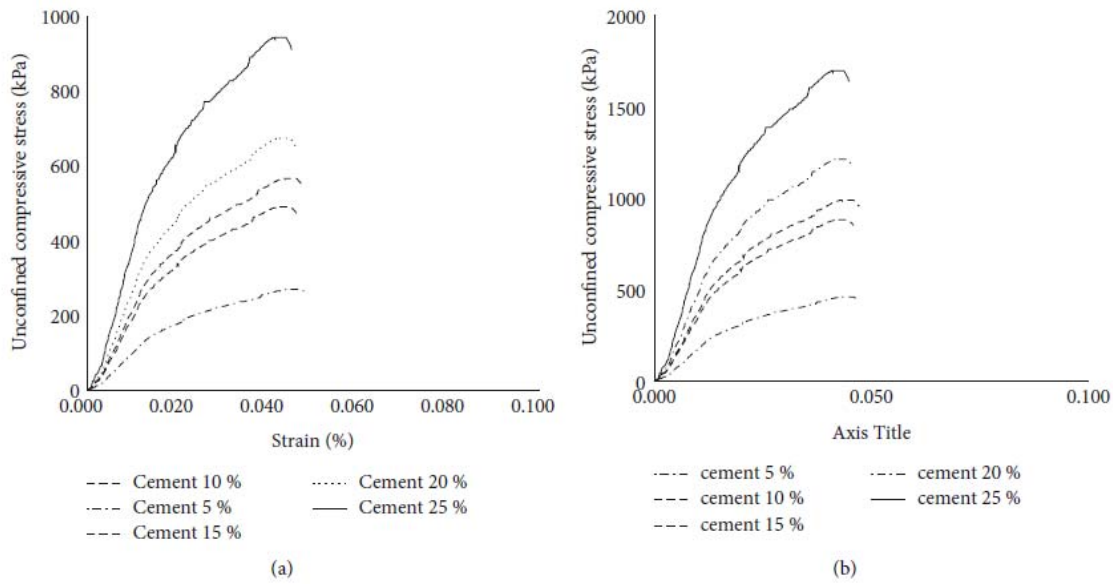 Unconfined compressive stress (kPa)
1000
800
600
400
200
0
0.000 0.020 0.040 0.060 0.080 0.100
Strain (%)
Cement 10 % Cement 20 %
Cement 5 % Cement 25 %
Cement 15 %
(a)
Unconfined compressive stress (kPa)
2000
1500
1000
500
0
0.000 0.050 0.100
Axis Title
cement 5 % cement 20 %
cement 10 % cement 25 %
cement 15 %
(b)